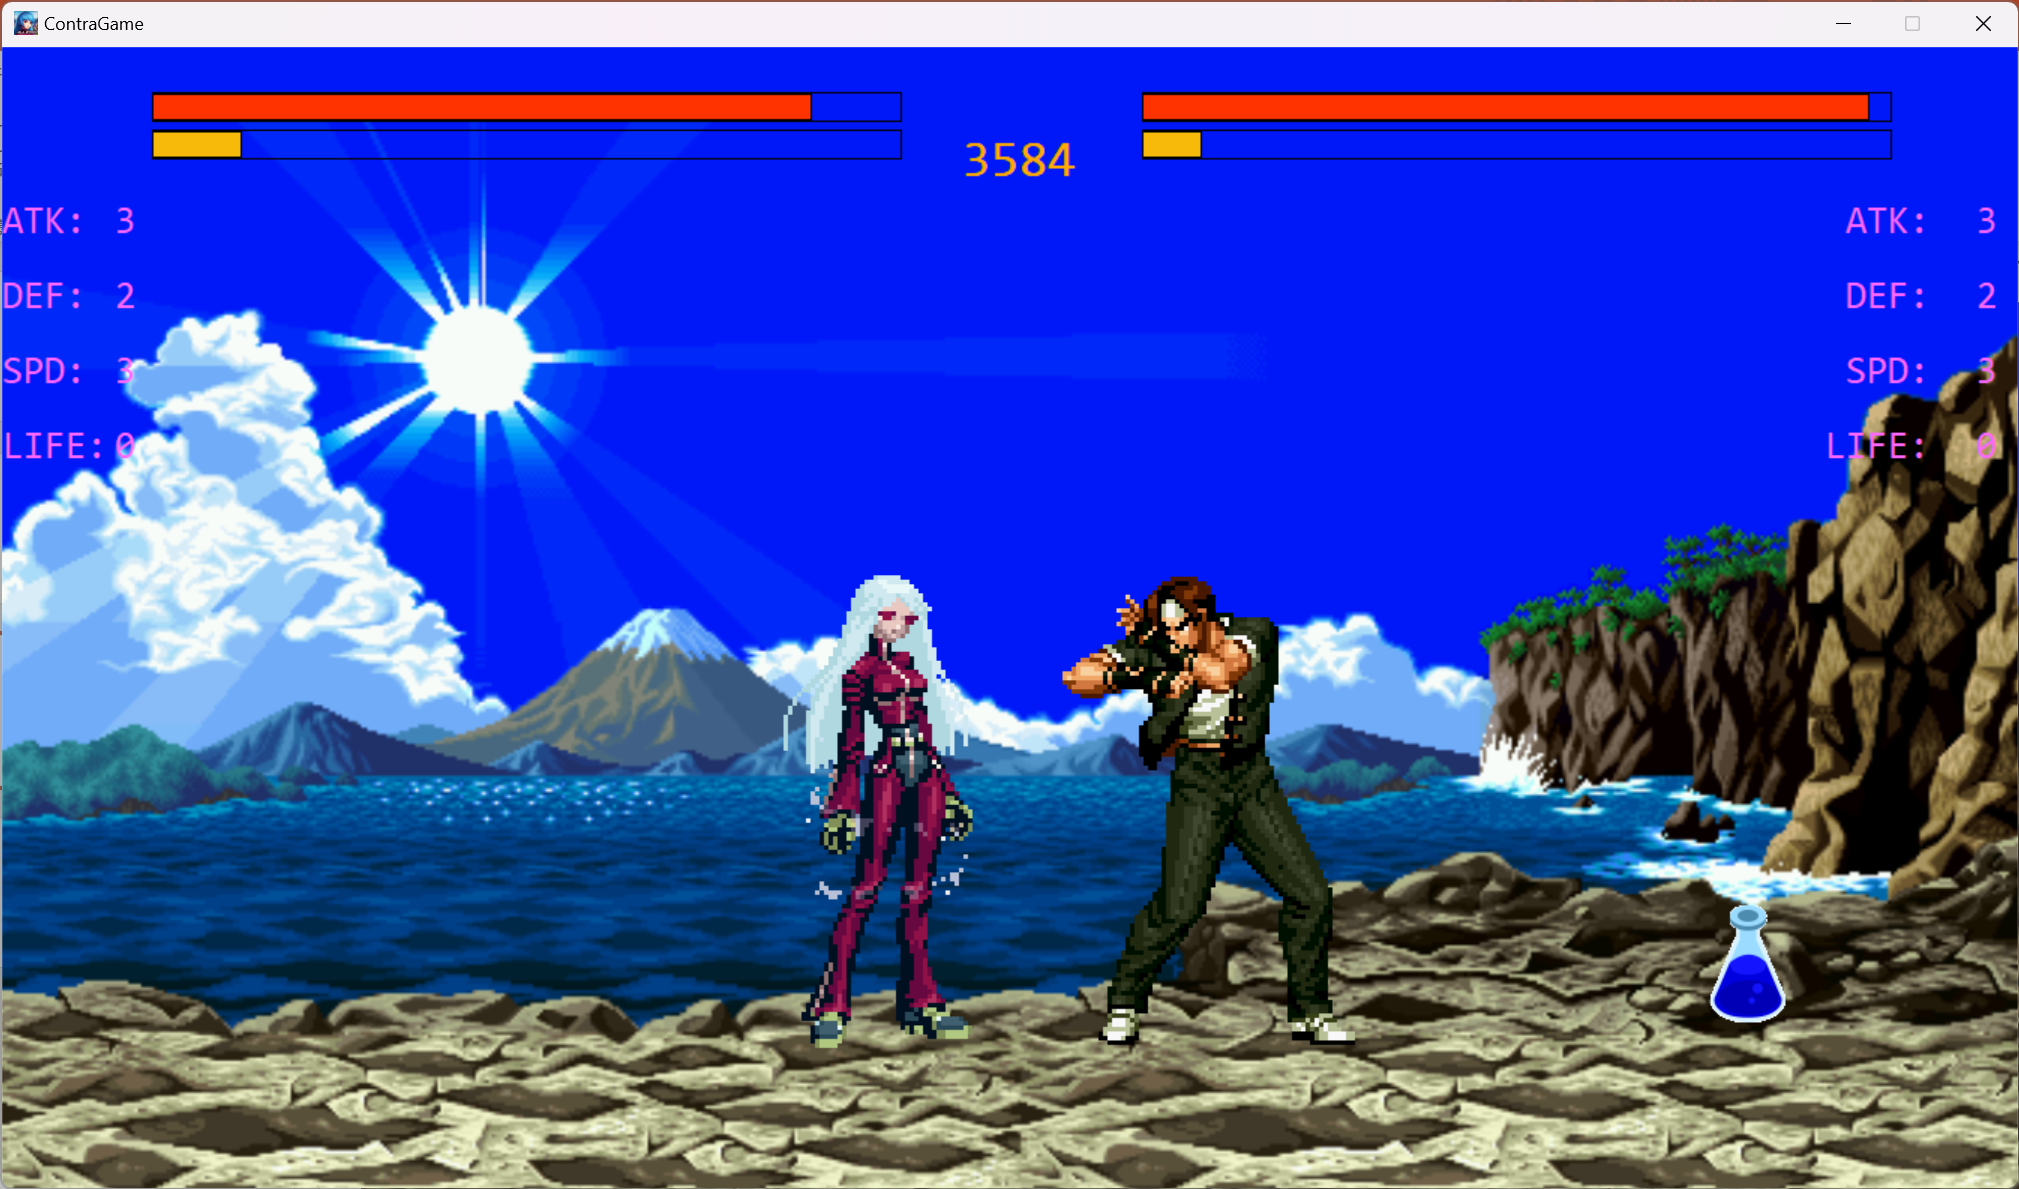 ContraGame
3584
ATK: 3
DEF: 2
SPD: 3
LIFE: 0
ATK: 3
DEF: 2
SPD: 3
LIFE: 0